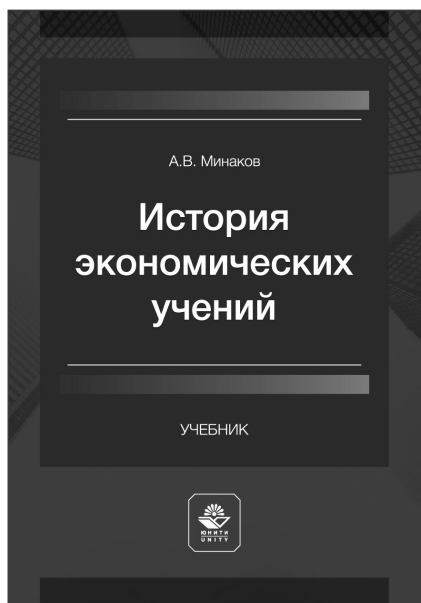 А.В. Минаков
История
экономических
учений
УЧЕБНИК
ЮНИТИ
UNITY